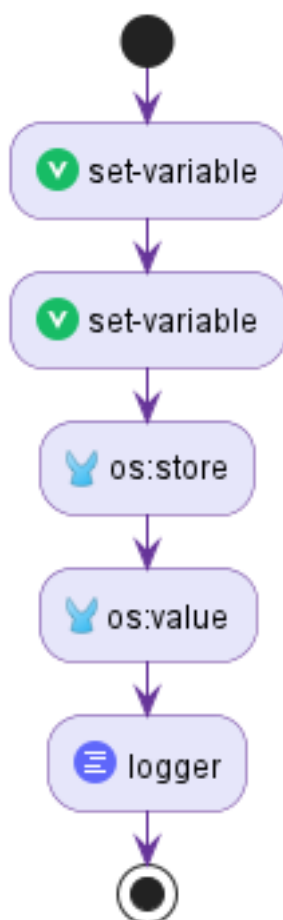 set-variable
set-variable
os:store
os:value
logger